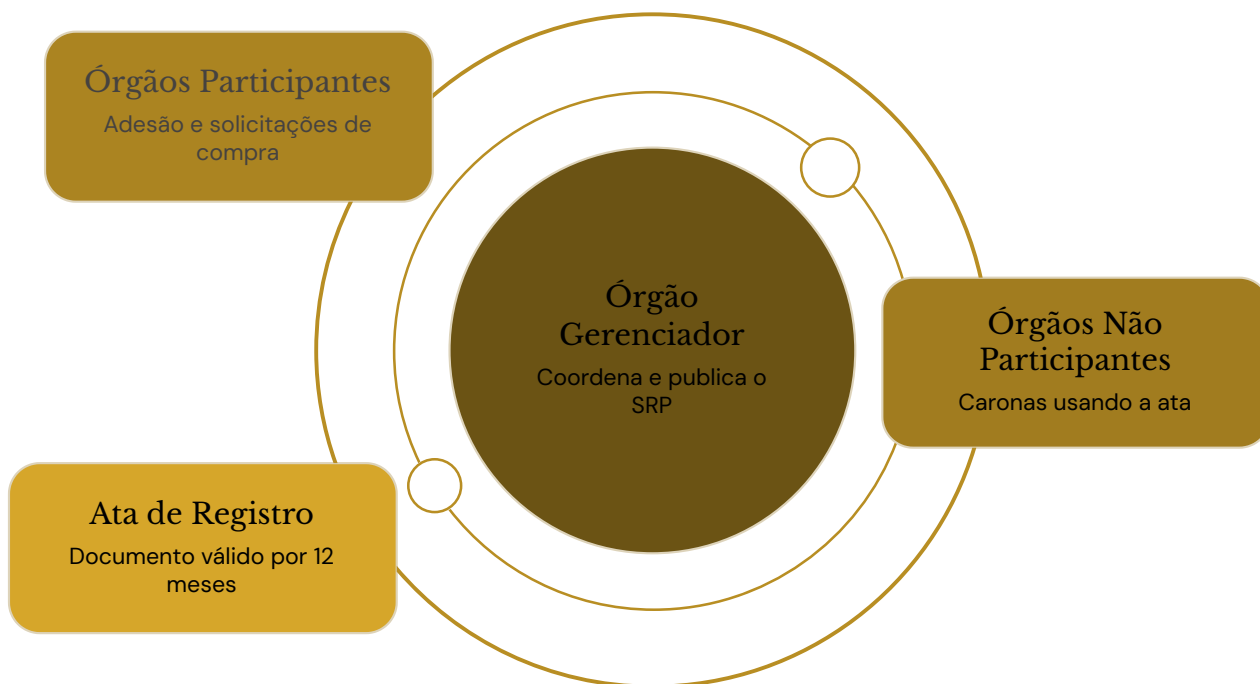 Órgãos Participantes
Adesão e solicitações de
compra
Órgão
Gerenciador
Coordena e publica o
SRP
Órgãos Não
Participantes
Caronas usando a ata
Ata de Registro
Documento válido por 12
meses